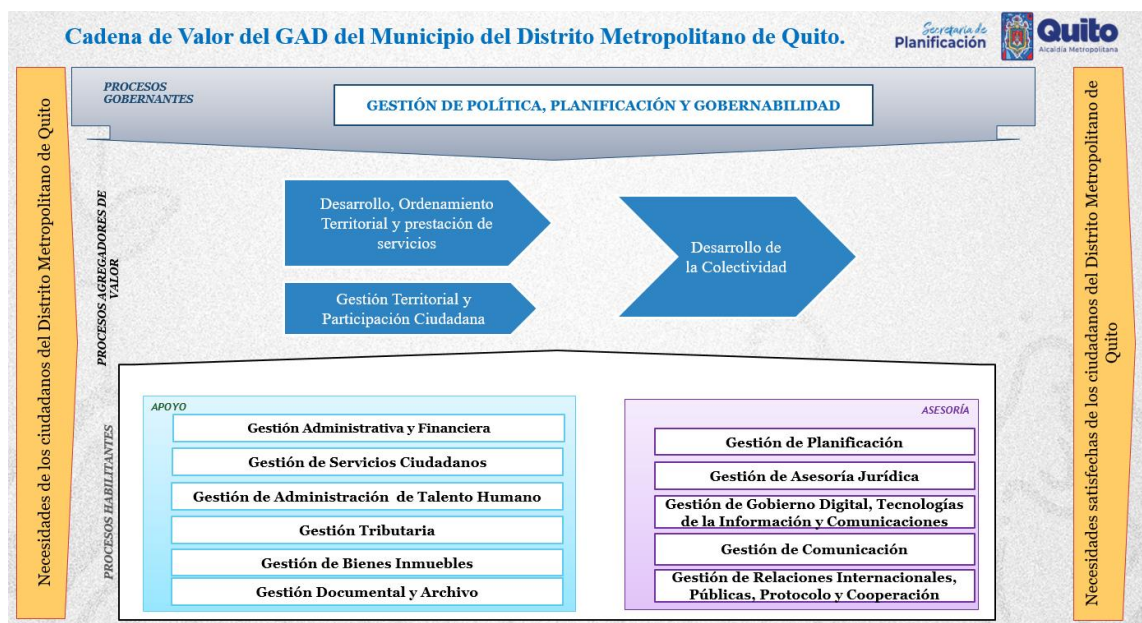 Cadena de Valor del GAD del Municipio del Distrito Metropolitano de Quito.
Secretaría de
Planificación
Quito
Alcaldía Metropolitana
Necesidades de los ciudadanos del Distrito Metropolitano de Quito
PROCESOS
GOBERNANTES
GESTIÓN DE POLÍTICA, PLANIFICACIÓN Y GOBERNABILIDAD
PROCESOS AGREGADORES DE
VALOR
Desarrollo, Ordenamiento
Territorial y prestación de
servicios
Gestión Territorial y
Participación Ciudadana
Desarrollo de
la Colectividad
PROCESOS HABILITANTES
APOYO
Gestión Administrativa y Financiera
Gestión de Servicios Ciudadanos
Gestión de Administración de Talento Humano
Gestión Tributaria
Gestión de Bienes Inmuebles
Gestión Documental y Archivo
ASESORÍA
Gestión de Planificación
Gestión de Asesoría Jurídica
Gestión de Gobierno Digital, Tecnologías
de la Información y Comunicaciones
Gestión de Comunicación
Gestión de Relaciones Internacionales,
Públicas, Protocolo y Cooperación
Necesidades satisfechas de los ciudadanos del Distrito Metropolitano de
Quito